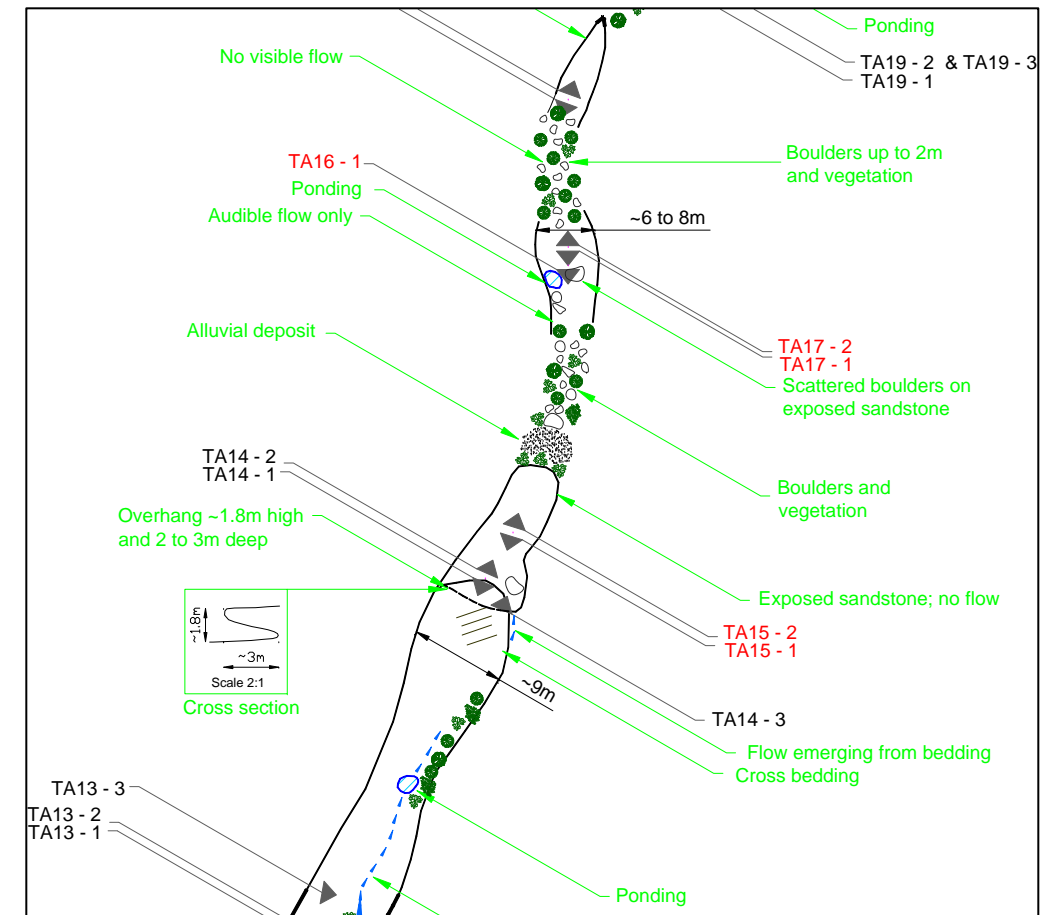 Ponding
No visible flow
TA19 - 2 & TA19 - 3
TA19 - 1
Boulders up to 2m
and vegetation
TA16 - 1
Ponding
Audible flow only
~6 to 8m
Alluvial deposit
TA17 - 2
TA17 - 1
Scattered boulders on
exposed sandstone
TA14 - 2
TA14 - 1
Boulders and
vegetation
Overhang ~1.8m high
and 2 to 3m deep
Exposed sandstone; no flow
~1.8m
~3m
Scale 2:1
Cross section
TA15 - 2
TA15 - 1
~9m
TA14 - 3
Flow emerging from bedding
Cross bedding
TA13 - 3
TA13 - 2
TA13 - 1
Ponding